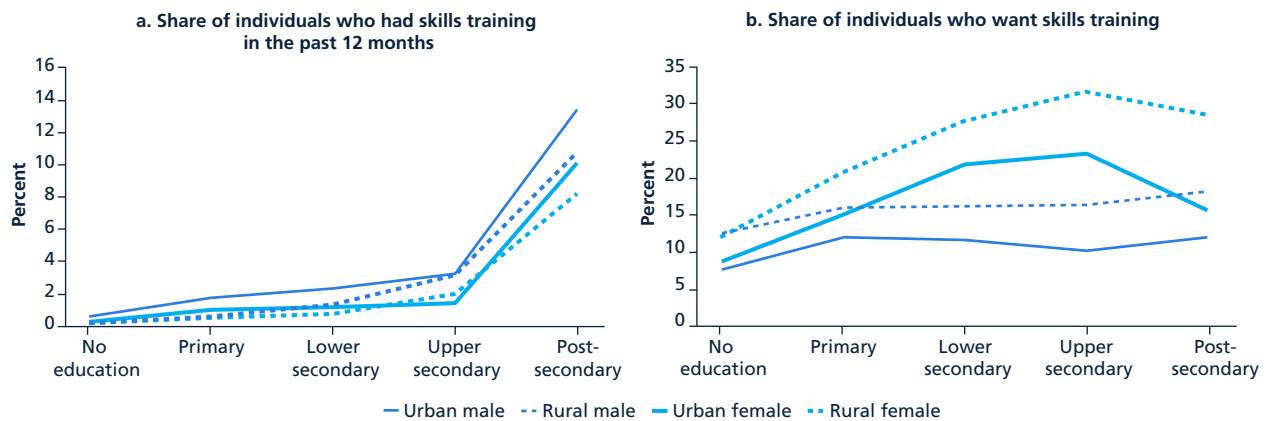 a. Share of individuals who had skills training
in the past 12 months
Percent
16
14
12
10
8
6
4
2
0
No
education
Primary
Lower
secondary
Upper
secondary
Post-
secondary
b. Share of individuals who want skills training
Percent
35
30
25
20
15
10
5
0
No
education
Primary
Lower
secondary
Upper
secondary
Post-
secondary
Urban male Rural male Urban female Rural female